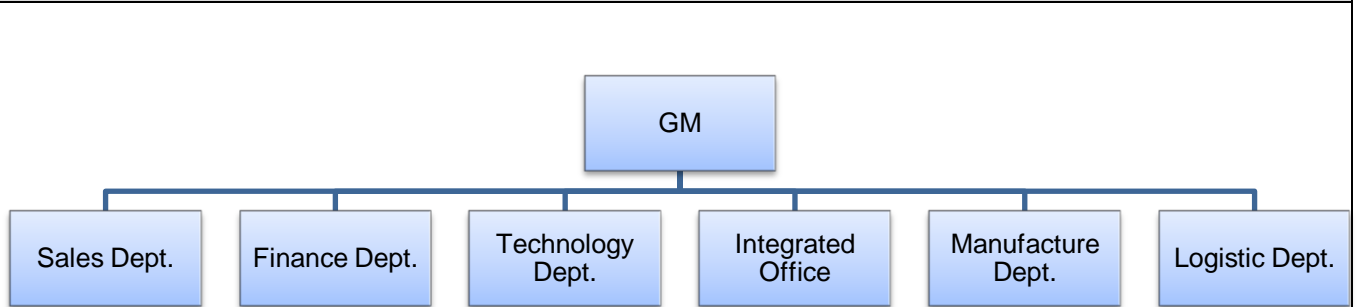 GM
Sales Dept.
Finance Dept.
Technology
Dept.
Integrated
Office
Manufacture
Dept.
Logistic Dept.